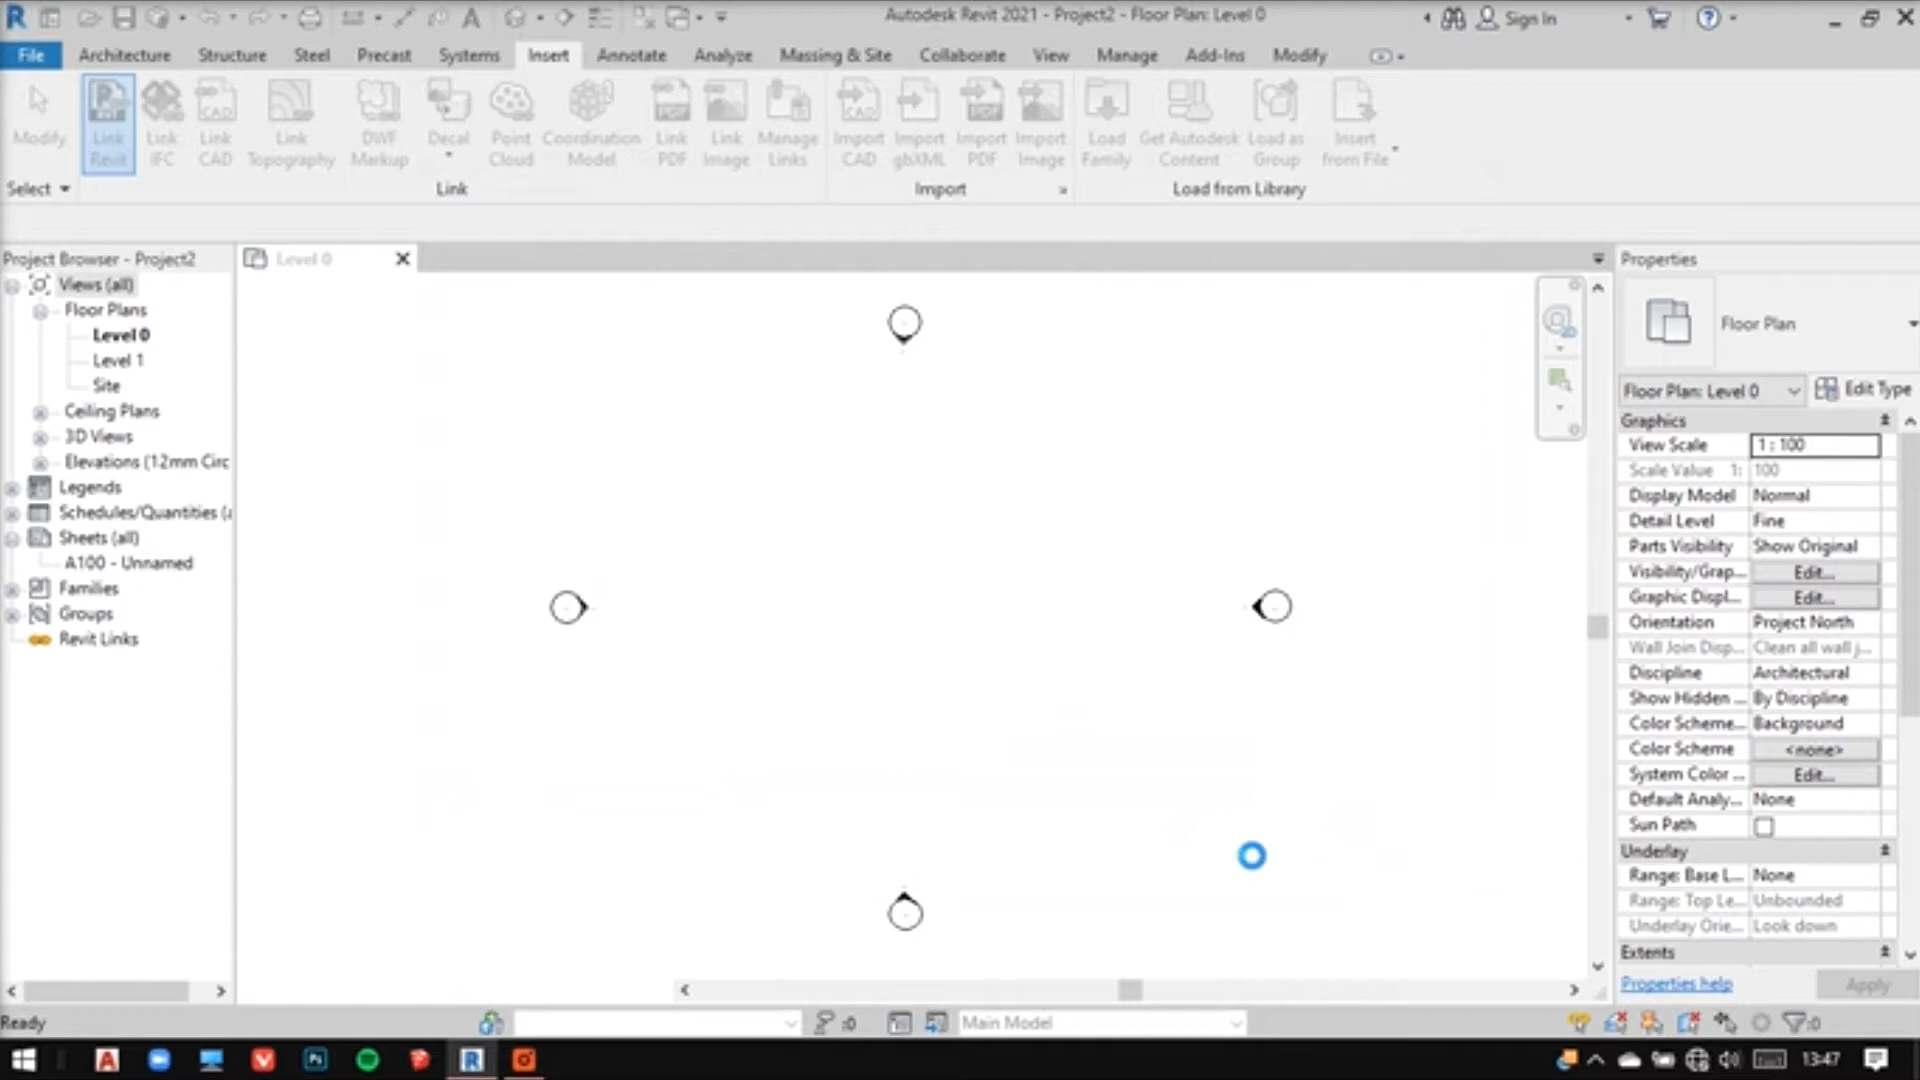 Autodesk Revit 2021 - Project2 - Floor Plan: Level 0
Sign In
File Architecture Structure Steel Precast Systems Insert Annotate Analyze Massing & Site Collaborate View Manage Add-Ins Modify
Modify
Link Revit
Link IFC
Link CAD
Link Topography
DWF Markup
Decal
Point Cloud
Coordination Model
Link PDF
Link Image
Manage Links
Import CAD
Import gbXML
Import PDF
Import Image
Load Family
Get Autodesk Content
Load as Group
Insert from File
Select Link Import Load from Library
Project Browser - Project2
Views (all)
Floor Plans
Level 0
Level 1
Site
Ceiling Plans
3D Views
Elevations (12mm Circ
Legends
Schedules/Quantities (a
Sheets (all)
A100 - Unnamed
Families
Groups
Revit Links
Level 0
Properties
Floor Plan
Floor Plan: Level 0 Edit Type
Graphics
View Scale 1 : 100
Scale Value 1: 100
Display Model Normal
Detail Level Fine
Parts Visibility Show Original
Visibility/Grap... Edit...
Graphic Displ... Edit...
Orientation Project North
Wall Join Disp... Clean all wall j...
Discipline Architectural
Show Hidden ... By Discipline
Color Scheme... Background
Color Scheme <none>
System Color ... Edit...
Default Analy... None
Sun Path
Underlay
Range: Base L... None
Range: Top Le... Unbounded
Underlay Orie... Look down
Extents
Properties help Apply
Ready :0 Main Model :0
13:47